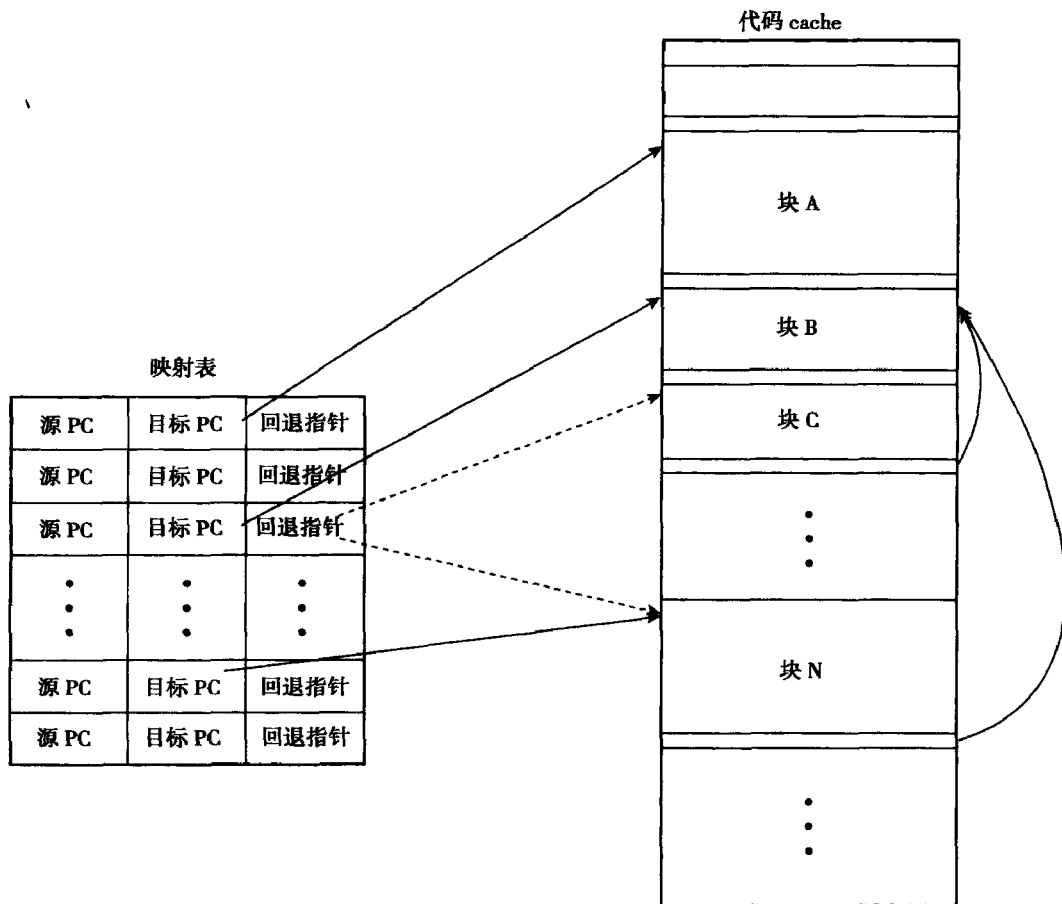 代码 cache
块 A
块 B
块 C
块 N
映射表
源 PC 目标 PC 回退指针
源 PC 目标 PC 回退指针
源 PC 目标 PC 回退指针
源 PC 目标 PC 回退指针
源 PC 目标 PC 回退指针